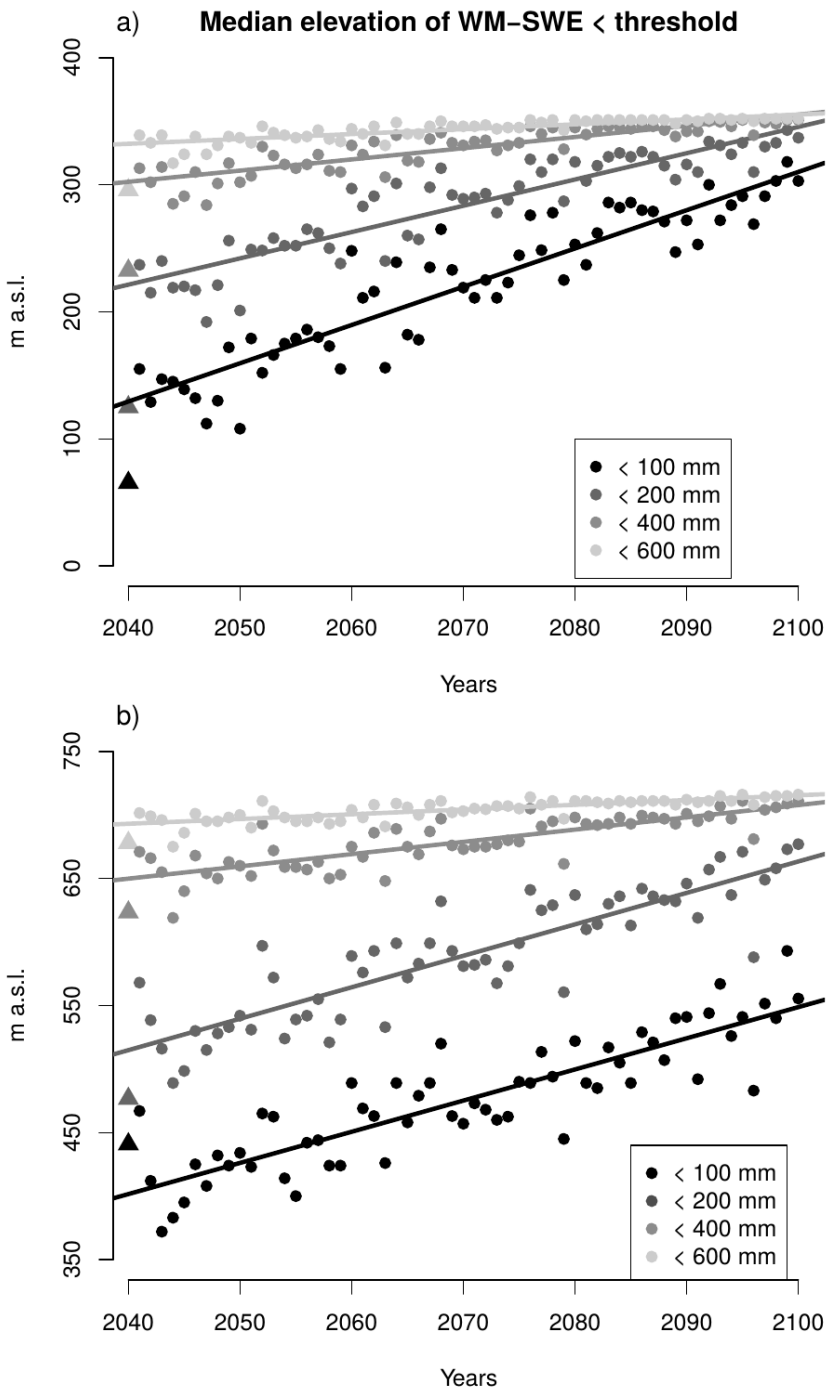 a) Median elevation of WM−SWE < threshold
400
300
200
100
0
m a.s.l.
< 100 mm
< 200 mm
< 400 mm
< 600 mm
2040 2050 2060 2070 2080 2090 2100
Years
b)
750
650
550
450
350
m a.s.l.
< 100 mm
< 200 mm
< 400 mm
< 600 mm
2040 2050 2060 2070 2080 2090 2100
Years